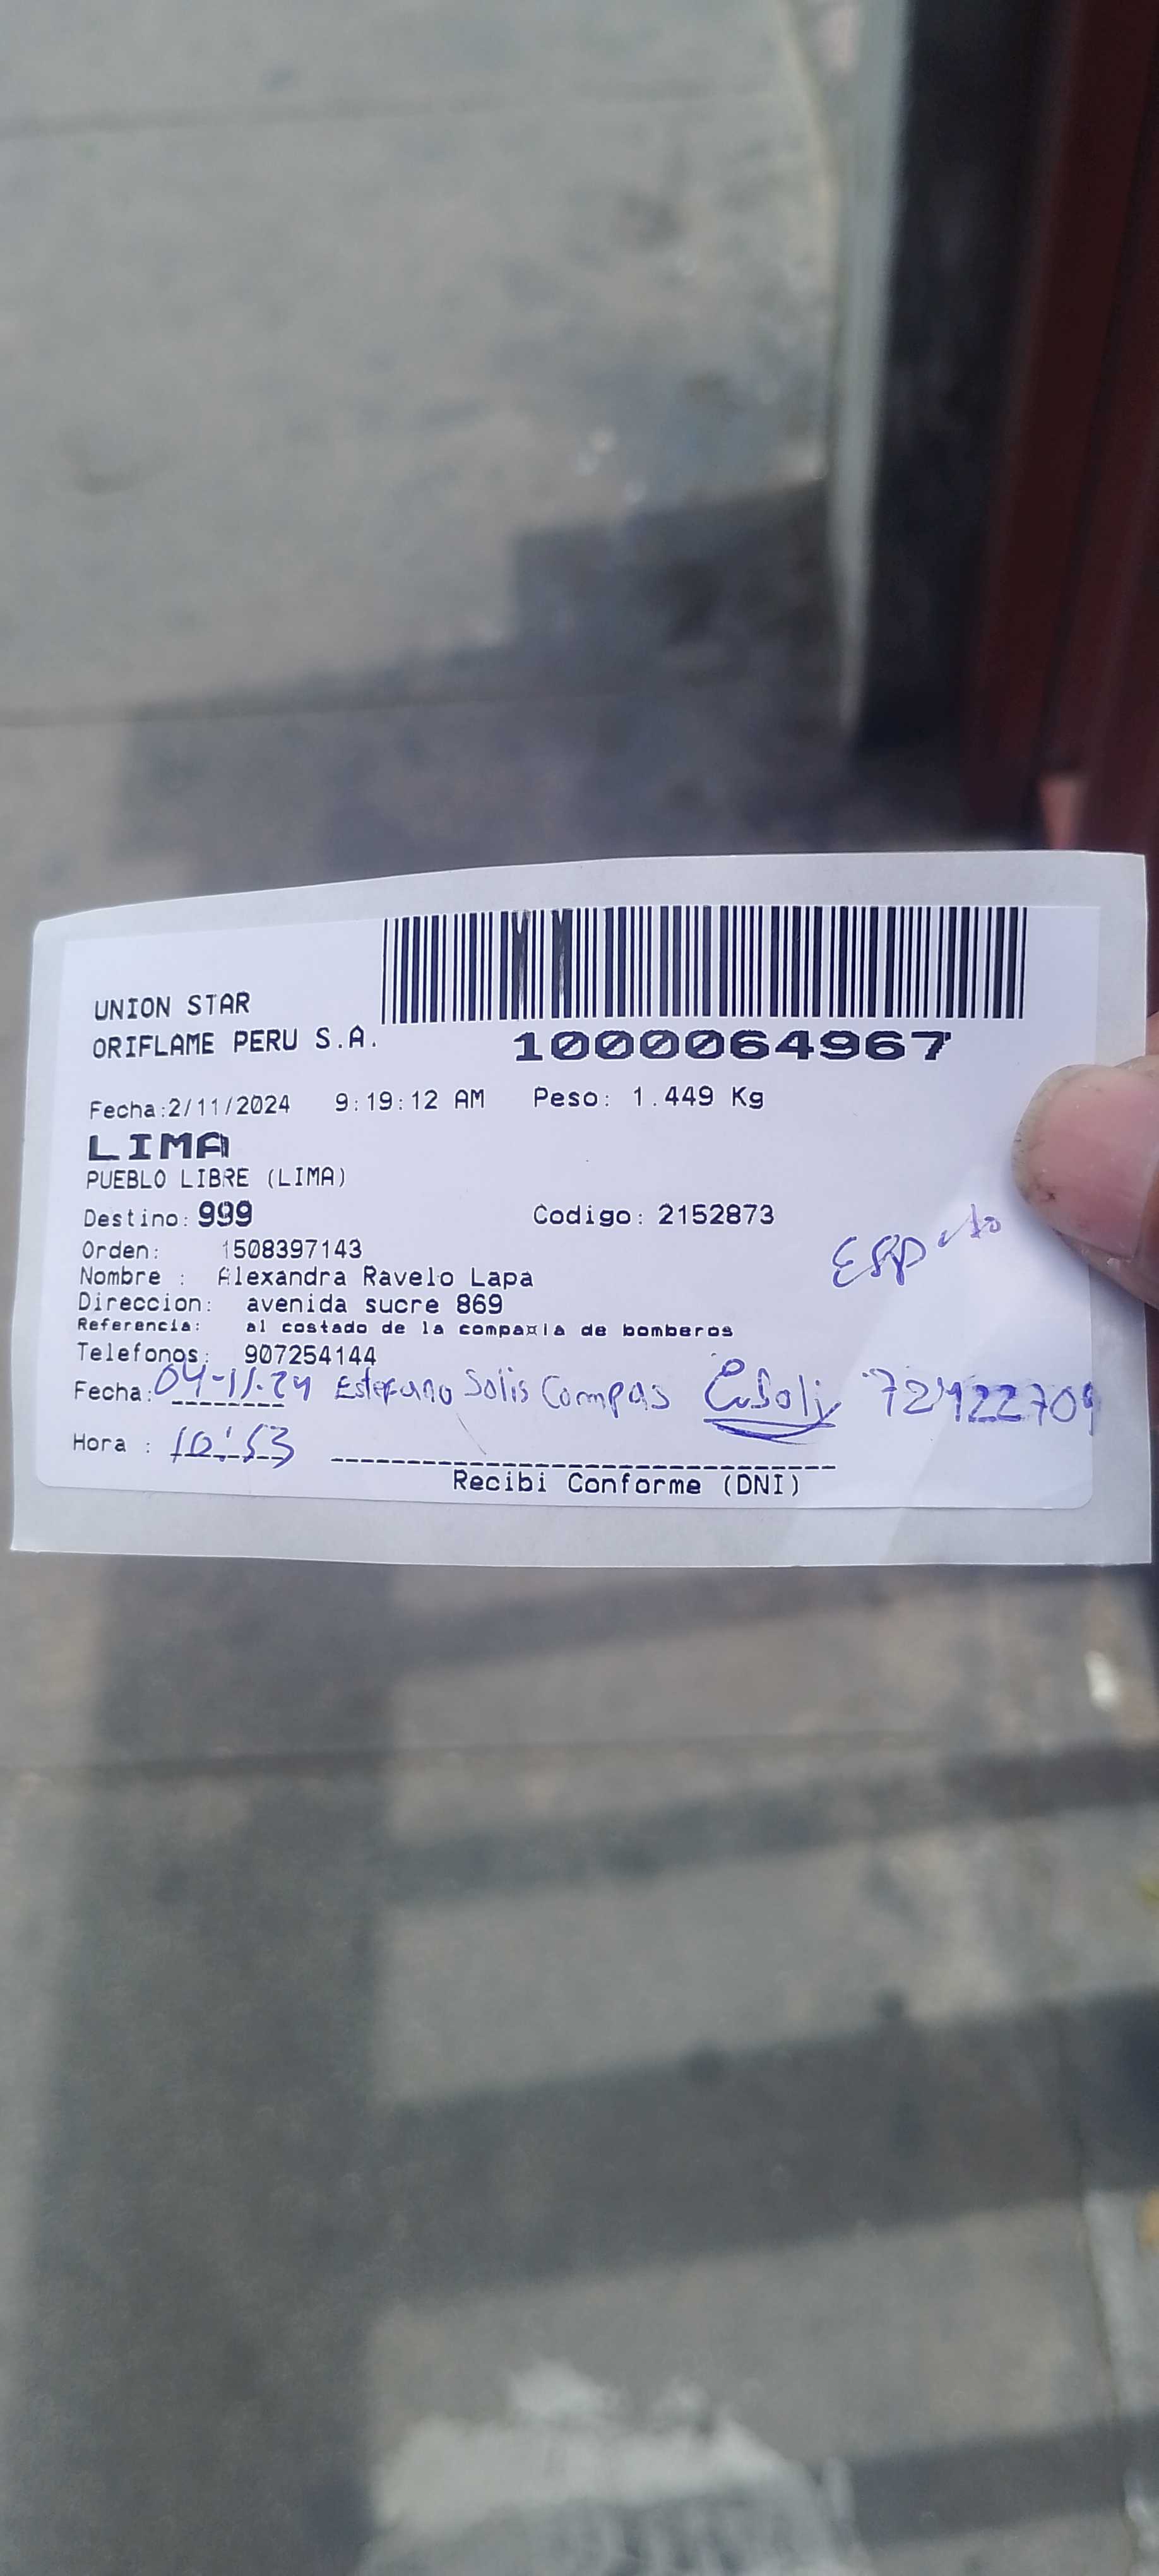 UNION STAR
ORIFLAME PERU S.A.
1000064967
Fecha:2/11/2024 9:19:12 AM Peso: 1.449 Kg
LIMA
PUEBLO LIBRE (LIMA)
Destino: 999 Codigo: 2152873
Orden: 1508397143
Nombre : Alexandra Ravelo Lapa
Direccion: avenida sucre 869
Referencia: al costado de la compa¤ia de bomberos
Telefonos: 907254144
Fecha: 04-11-24 Estefano Solis Campas
Hora : 10:53
Recibi Conforme (DNI)